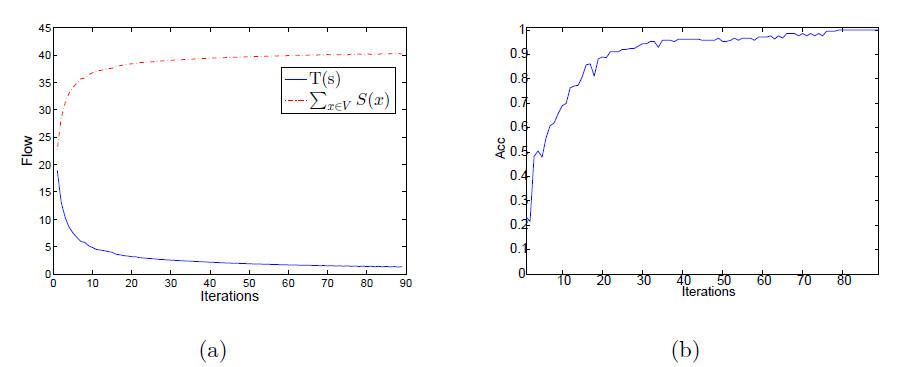 45
40
35
30
25
20
15
10
5
0
Flow
T(s)
∑x∈V S(x)
0 10 20 30 40 50 60 70 80 90
Iterations
(a)
1
0.9
0.8
0.7
0.6
0.5
0.4
0.3
0.2
0.1
0
Acc
10 20 30 40 50 60 70 80
Iterations
(b)